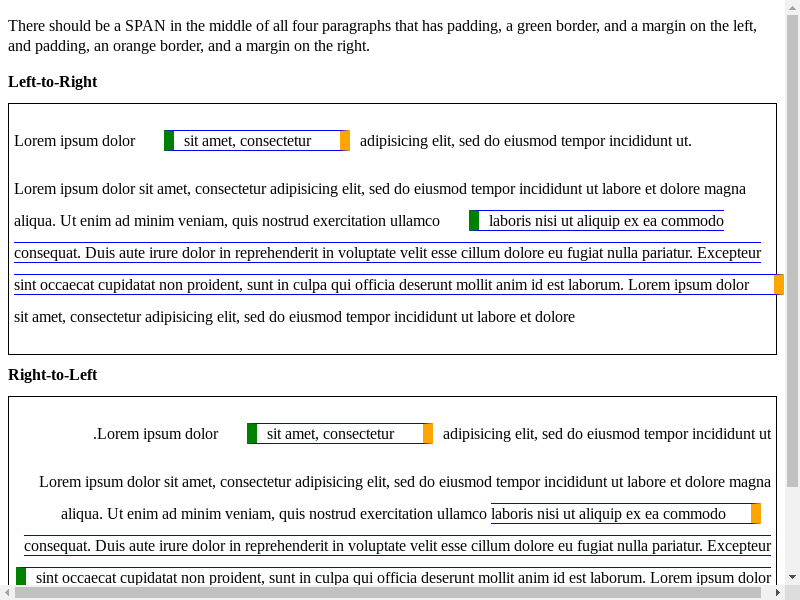 There should be a SPAN in the middle of all four paragraphs that has padding, a green border, and a margin on the left,
and padding, an orange border, and a margin on the right.
Left-to-Right
Lorem ipsum dolor sit amet, consectetur adipisicing elit, sed do eiusmod tempor incididunt ut.
Lorem ipsum dolor sit amet, consectetur adipisicing elit, sed do eiusmod tempor incididunt ut labore et dolore magna
aliqua. Ut enim ad minim veniam, quis nostrud exercitation ullamco laboris nisi ut aliquip ex ea commodo
consequat. Duis aute irure dolor in reprehenderit in voluptate velit esse cillum dolore eu fugiat nulla pariatur. Excepteur
sint occaecat cupidatat non proident, sunt in culpa qui officia deserunt mollit anim id est laborum. Lorem ipsum dolor
sit amet, consectetur adipisicing elit, sed do eiusmod tempor incididunt ut labore et dolore
Right-to-Left
.Lorem ipsum dolor sit amet, consectetur adipisicing elit, sed do eiusmod tempor incididunt ut
Lorem ipsum dolor sit amet, consectetur adipisicing elit, sed do eiusmod tempor incididunt ut labore et dolore magna
aliqua. Ut enim ad minim veniam, quis nostrud exercitation ullamco laboris nisi ut aliquip ex ea commodo
consequat. Duis aute irure dolor in reprehenderit in voluptate velit esse cillum dolore eu fugiat nulla pariatur. Excepteur
sint occaecat cupidatat non proident, sunt in culpa qui officia deserunt mollit anim id est laborum. Lorem ipsum dolor